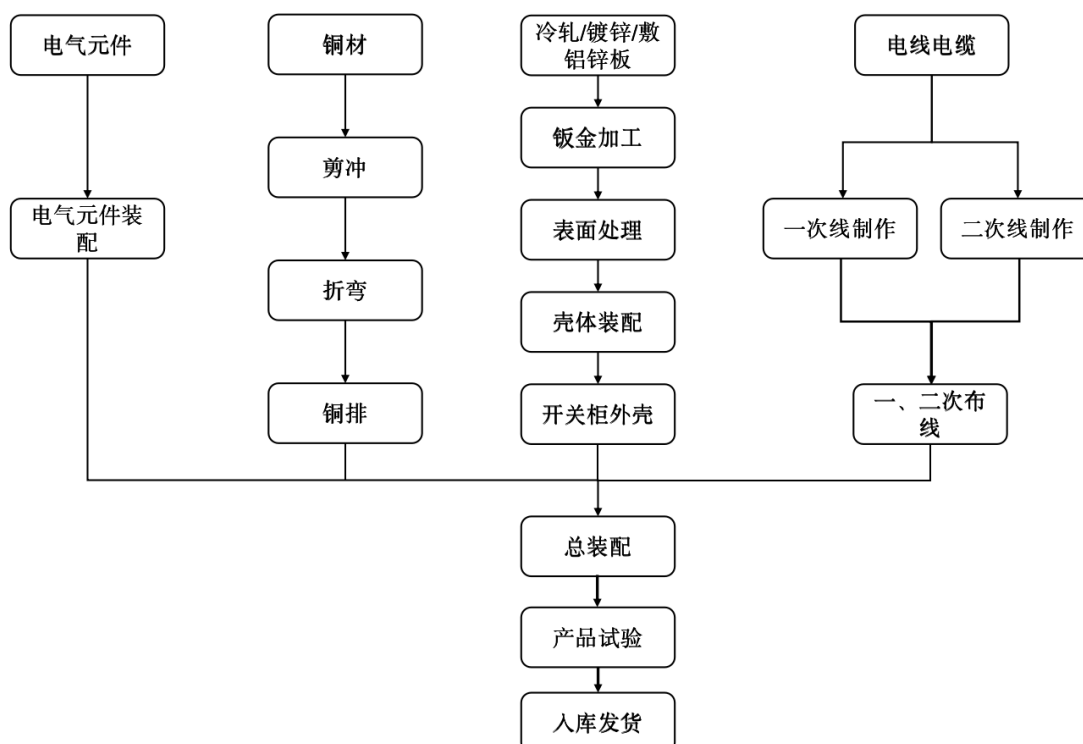 电气元件
铜材
冷轧/镀锌/敷
铝锌板
电线电缆
钣金加工
剪冲
电气元件装
配
表面处理
一次线制作
二次线制作
折弯
壳体装配
铜排
开关柜外壳
一、二次布
线
总装配
产品试验
入库发货